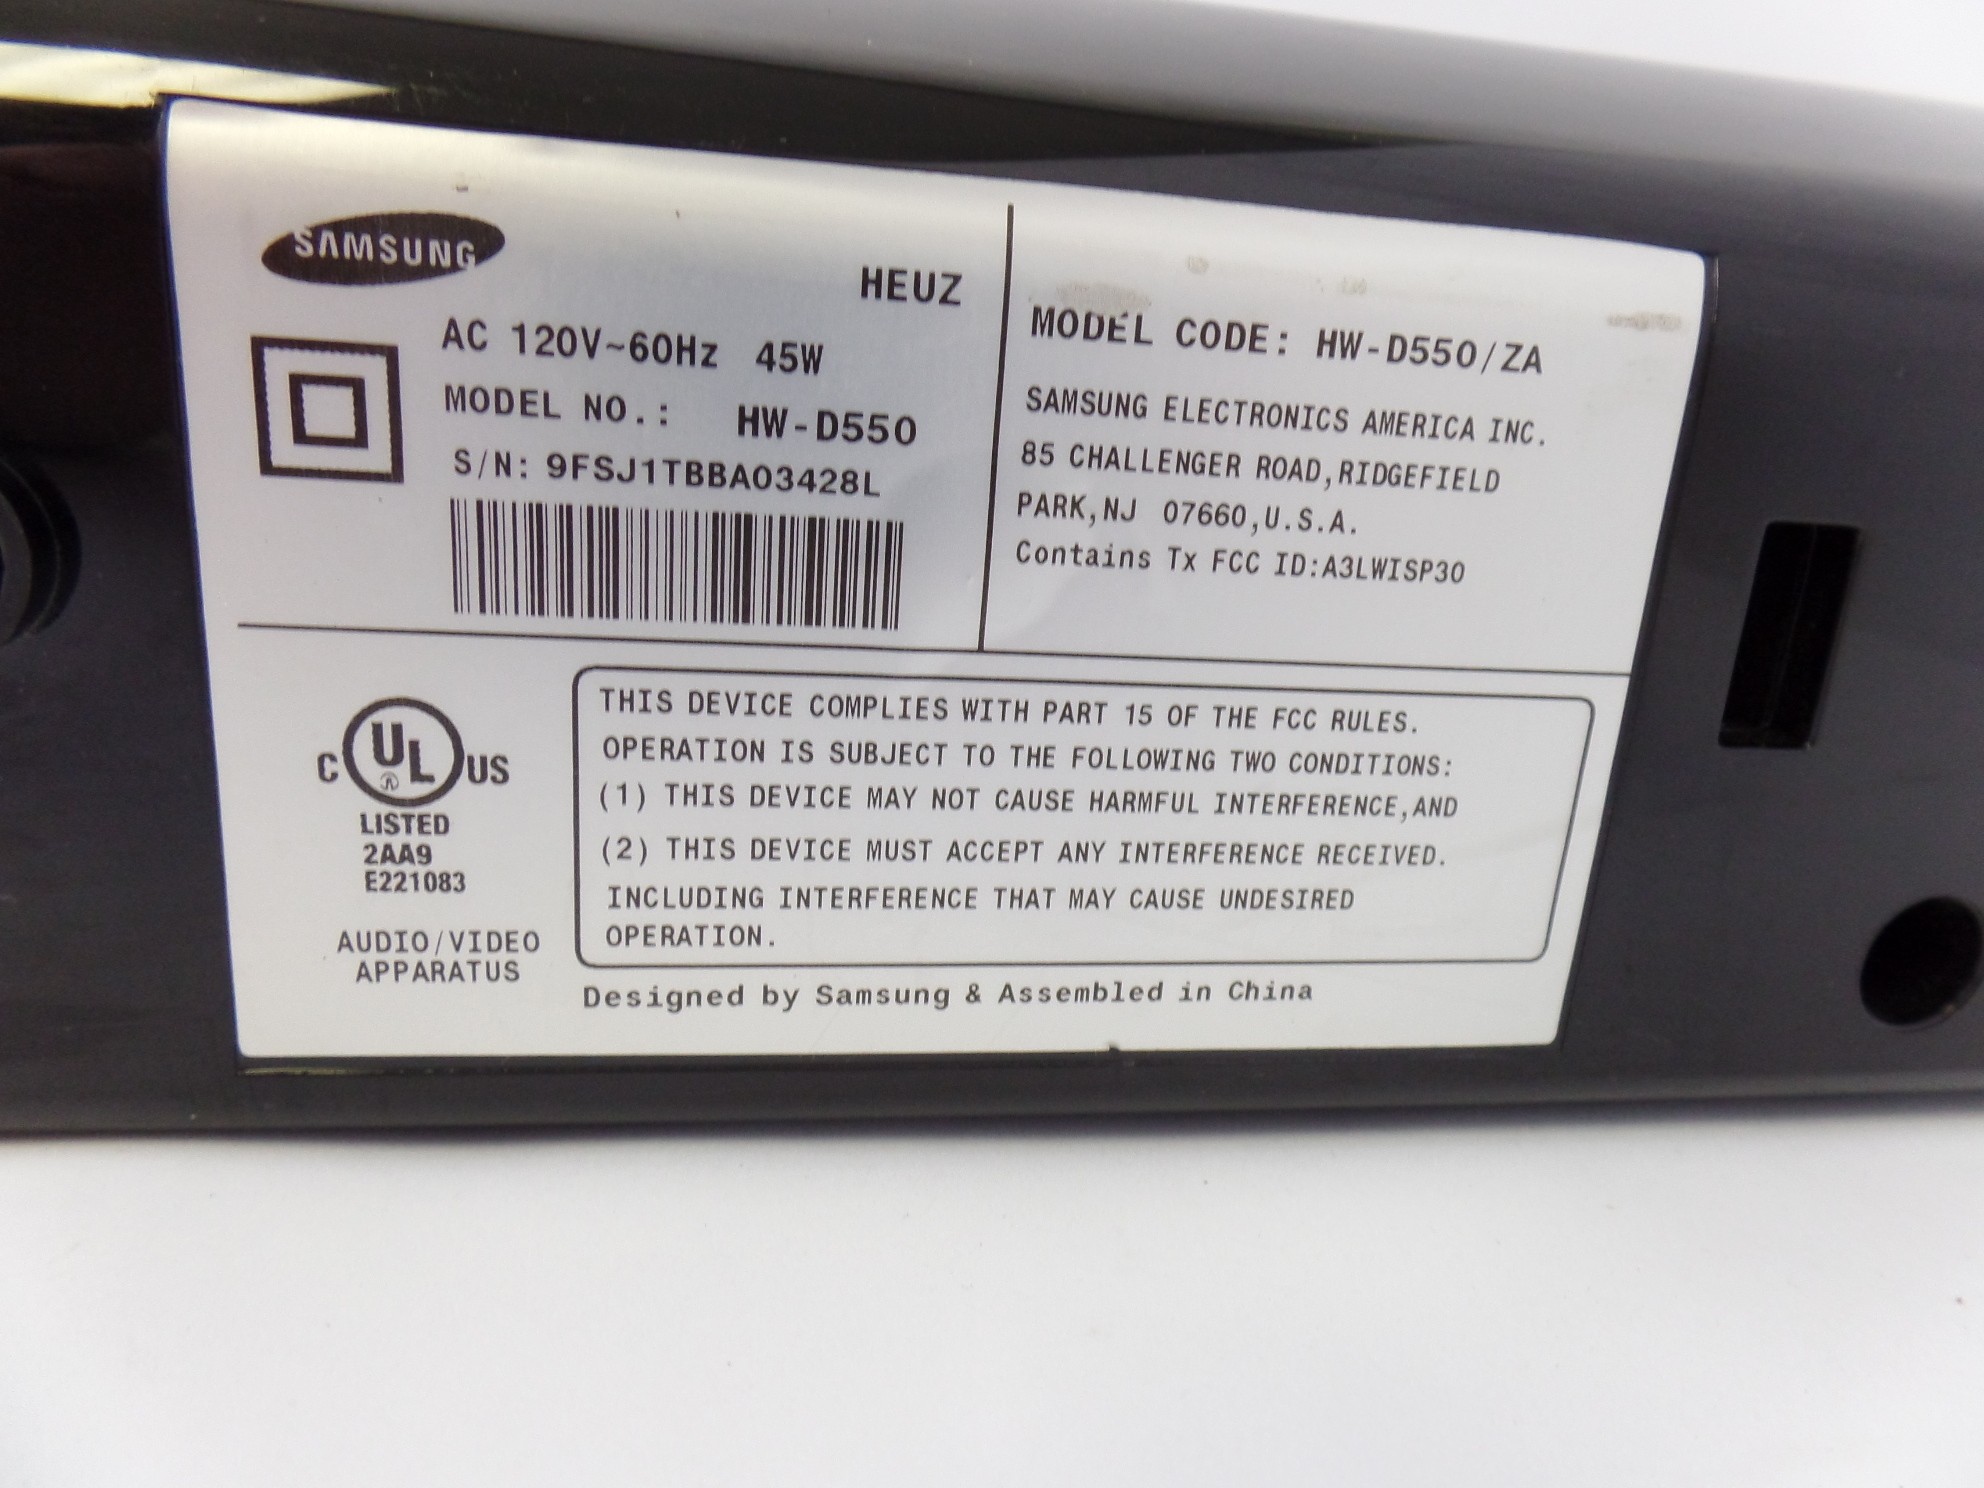 SAMSUNG
HEUZ
AC 120V~60Hz 45W
MODEL NO.: HW-D550
S/N: 9FSJ1TBBA03428L
MODEL CODE: HW-D550/ZA
SAMSUNG ELECTRONICS AMERICA INC.
85 CHALLENGER ROAD,RIDGEFIELD
PARK,NJ 07660,U.S.A.
Contains Tx FCC ID:A3LWISP30
C UL US
®
LISTED
2AA9
E221083
AUDIO/VIDEO
APPARATUS
THIS DEVICE COMPLIES WITH PART 15 OF THE FCC RULES.
OPERATION IS SUBJECT TO THE FOLLOWING TWO CONDITIONS:
(1) THIS DEVICE MAY NOT CAUSE HARMFUL INTERFERENCE,AND
(2) THIS DEVICE MUST ACCEPT ANY INTERFERENCE RECEIVED.
INCLUDING INTERFERENCE THAT MAY CAUSE UNDESIRED
OPERATION.
Designed by Samsung & Assembled in China